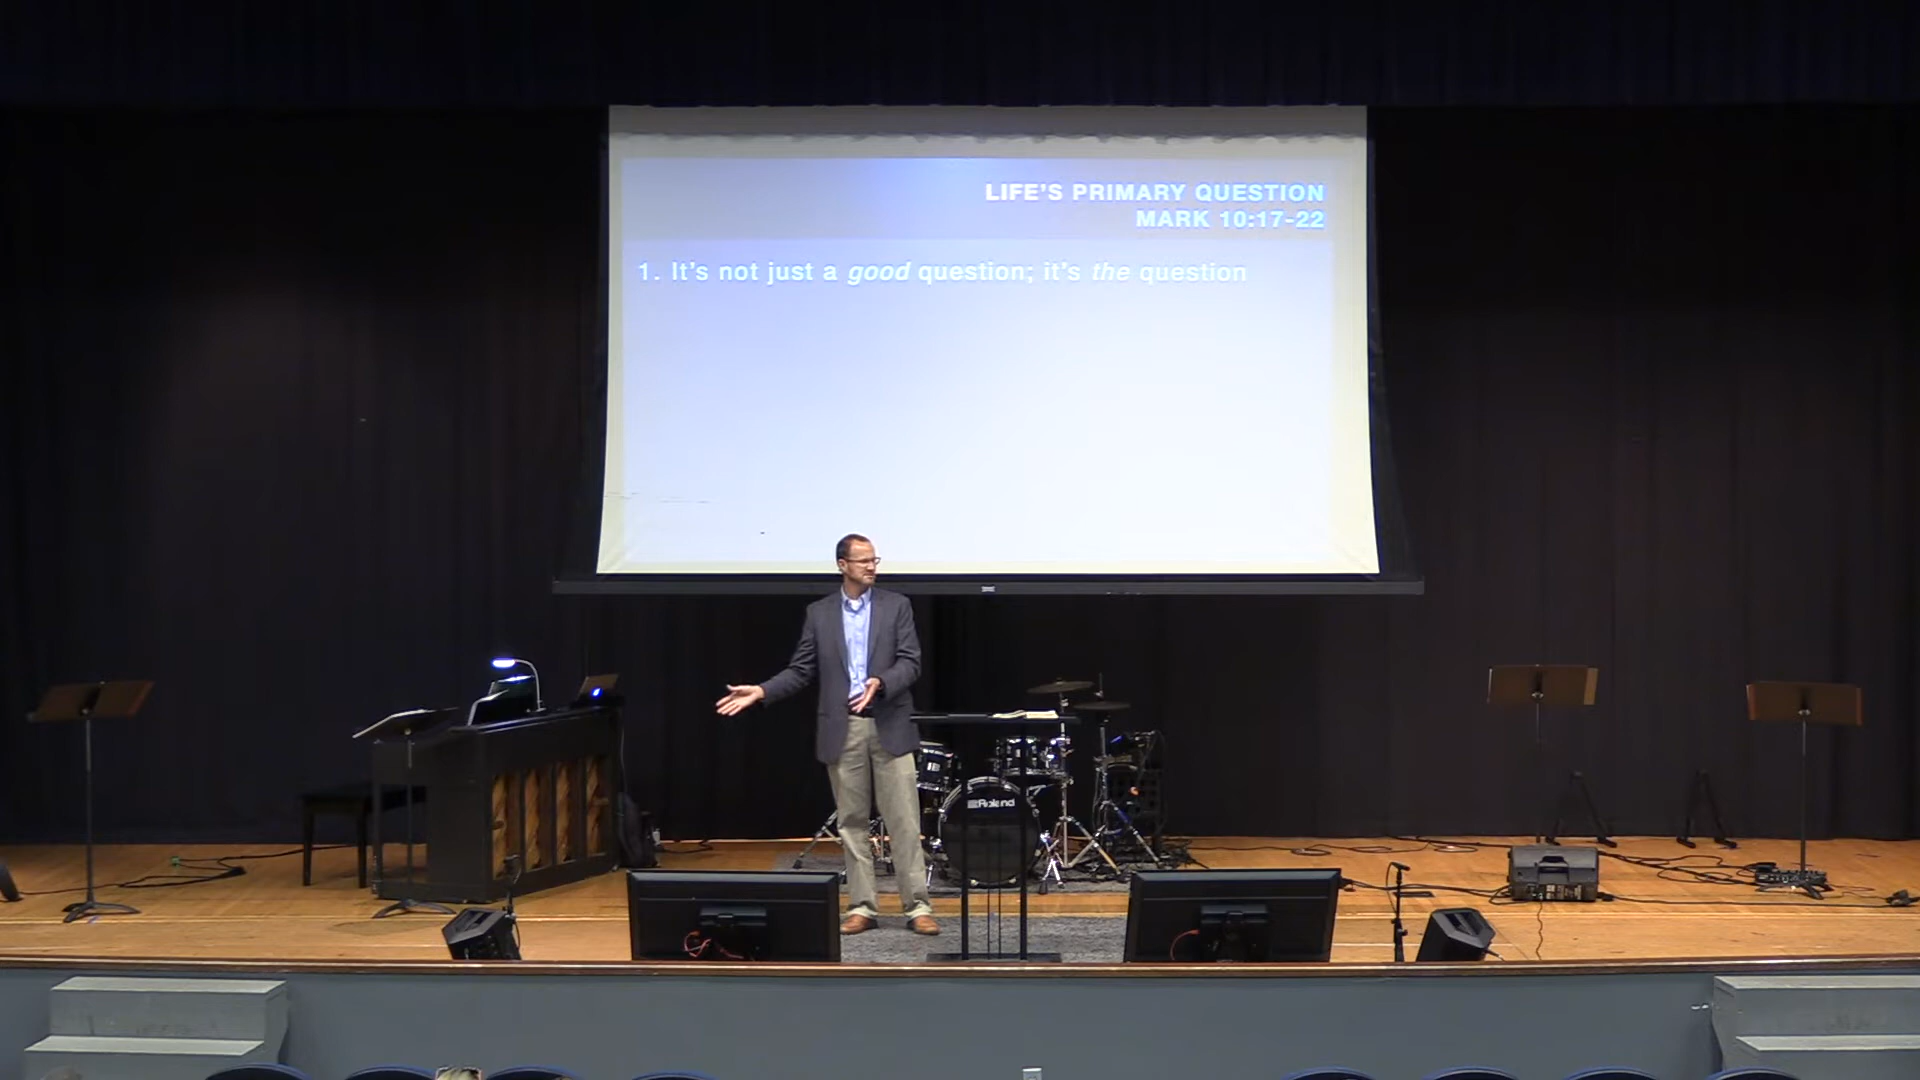 LIFE'S PRIMARY QUESTION
MARK 10:17-22
1. It's not just a good question; it's the question
Roland